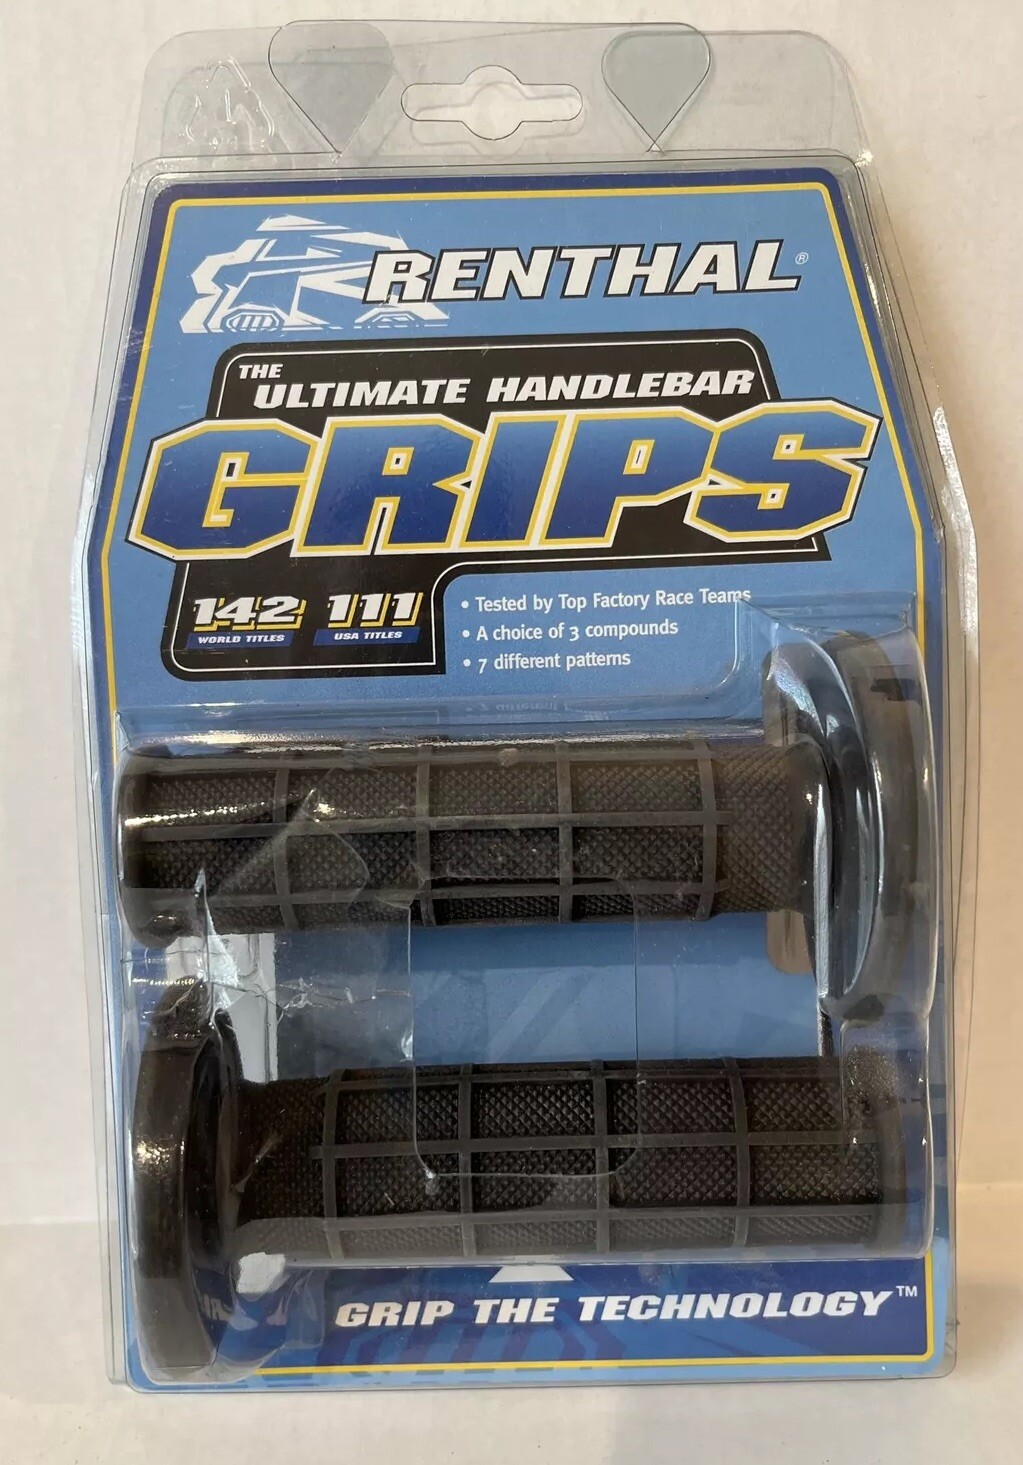 RENTHAL®
THE
ULTIMATE HANDLEBAR
GRIPS
142 111
WORLD TITLES USA TITLES
• Tested by Top Factory Race Teams
• A choice of 3 compounds
• 7 different patterns
GRIP THE TECHNOLOGY™